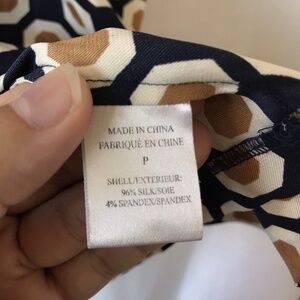 MADE IN CHINA
FABRIQUÉ EN CHINE
P
SHELL/EXTERIEUR:
96% SILK/SOIE
4% SPANDEX/SPANDEX